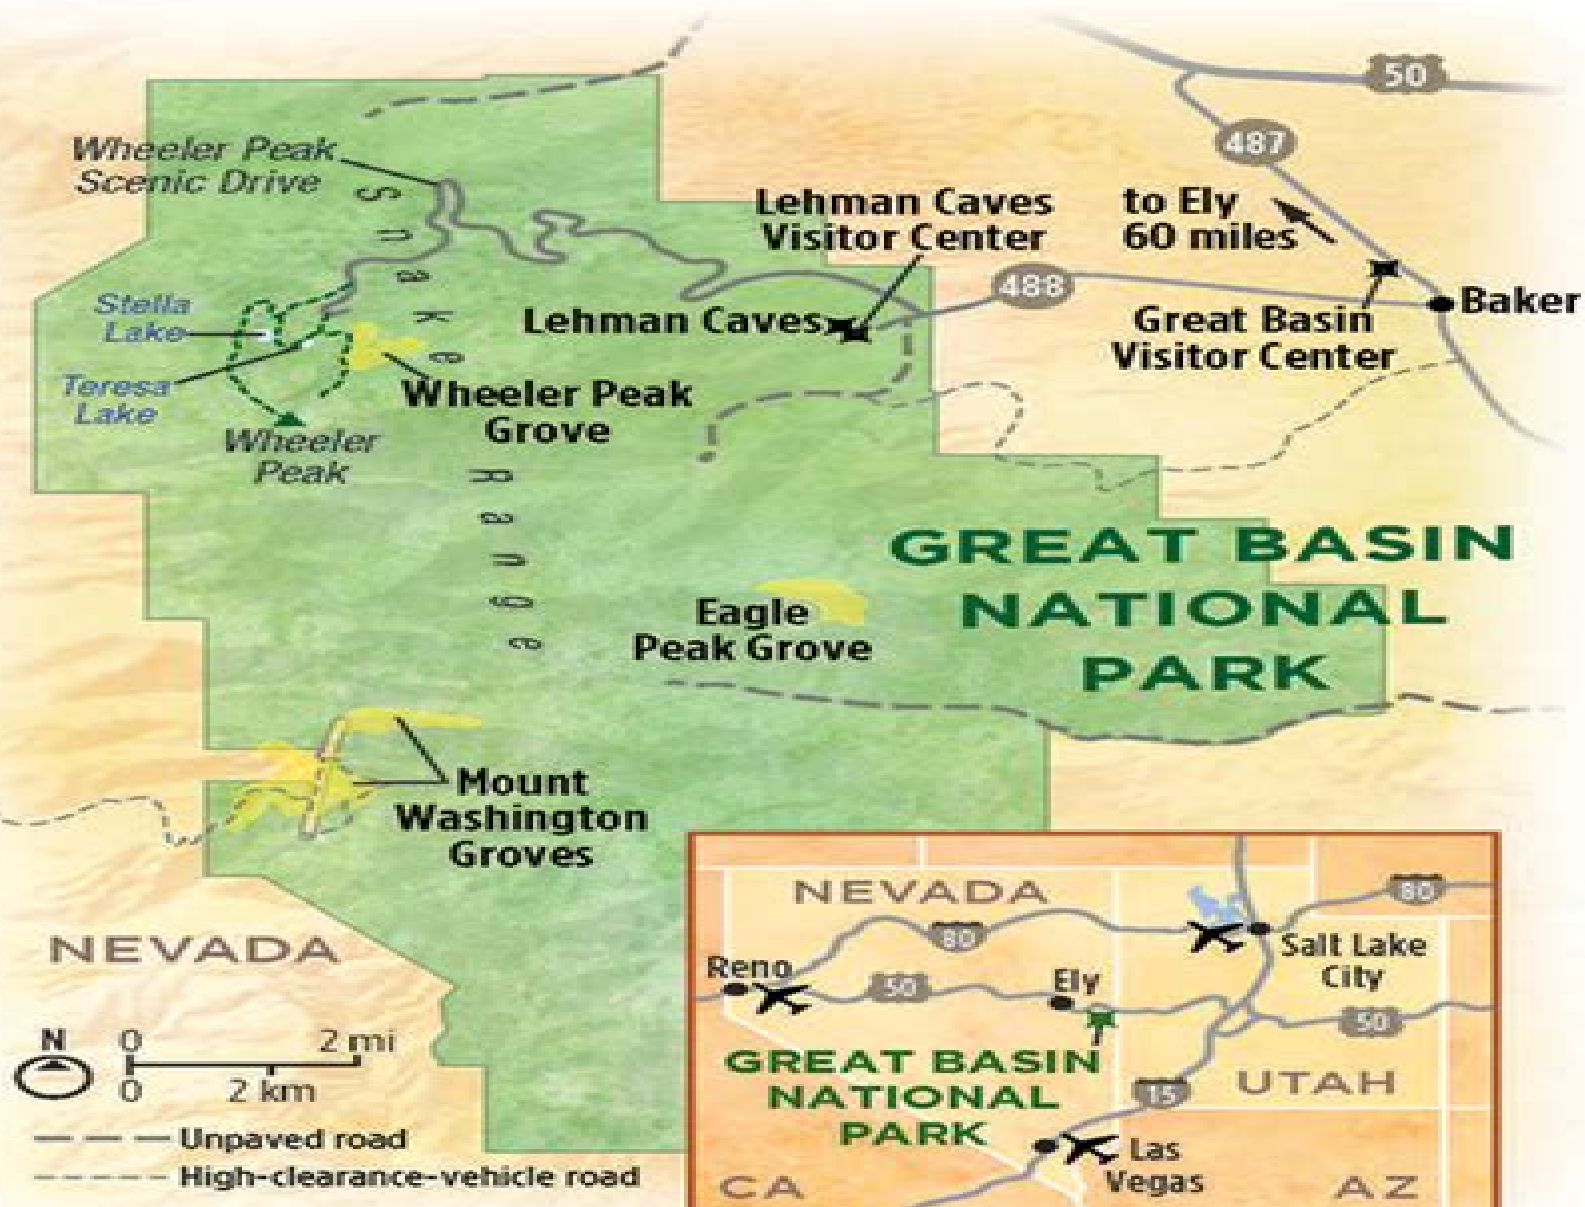 50
487
Wheeler Peak
Scenic Drive
Lehman Caves
Visitor Center
to Ely
60 miles
Snake Range
488
Baker
Stella
Lake
Lehman Caves
Great Basin
Visitor Center
Teresa
Lake
Wheeler Peak
Grove
Wheeler
Peak
GREAT BASIN
NATIONAL
PARK
Eagle
Peak Grove
Mount
Washington
Groves
NEVADA
N
0
2 mi
0
2 km
Unpaved road
High-clearance-vehicle road
NEVADA
80
80
Salt Lake
City
Reno
50
Ely
50
GREAT BASIN
NATIONAL
PARK
UTAH
15
Las
Vegas
CA
AZ